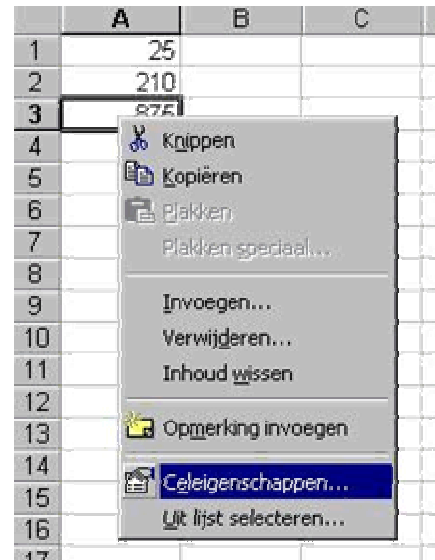 A B C
1 25
2 210
3 875
4 Knippen
5 Kopiëren
6 Plakken
7 Plakken speciaal...
8
9 Invoegen...
10 Verwijderen...
11 Inhoud wissen
12
13 Opmerking invoegen
14
15 Celeigenschappen...
16 Uit lijst selecteren...
17